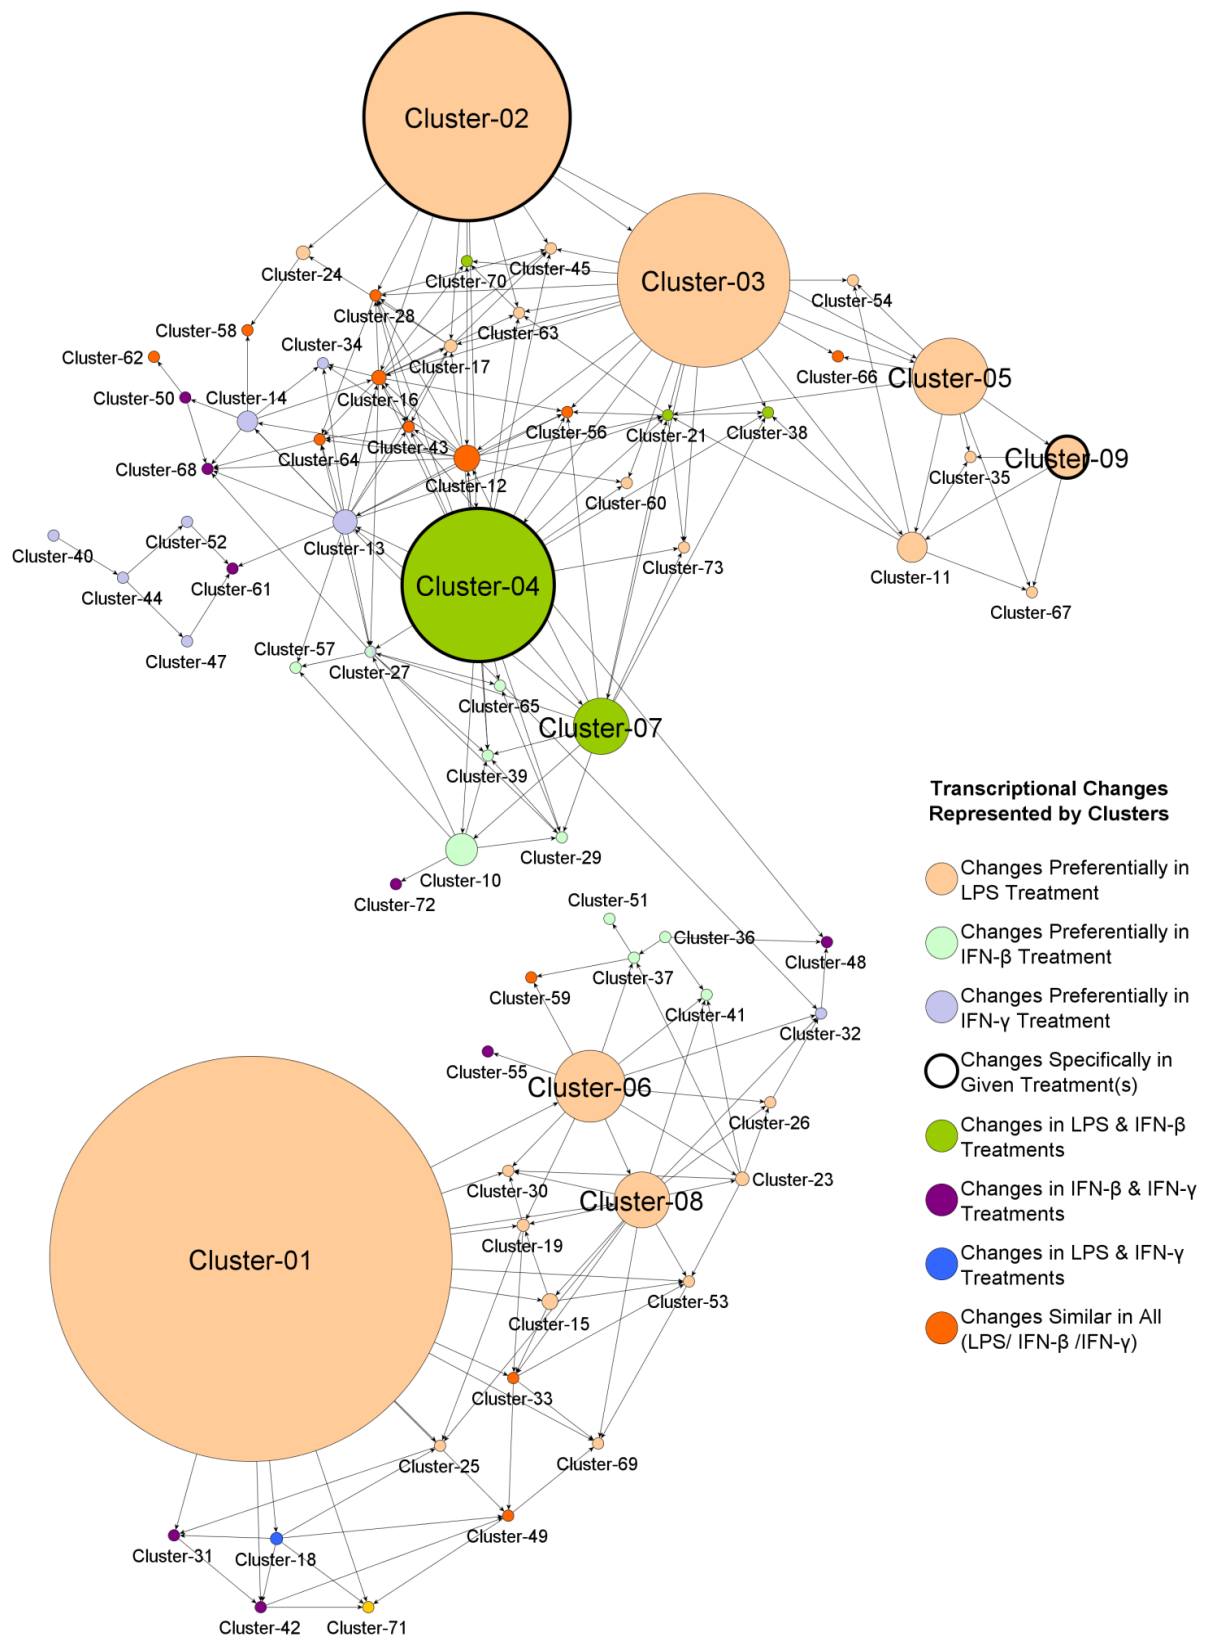 Cluster-02
Cluster-03
Cluster-24
Cluster-70
Cluster-45
Cluster-54
Cluster-28
Cluster-63
Cluster-58
Cluster-34
Cluster-62
Cluster-17
Cluster-66
Cluster-05
Cluster-50
Cluster-14
Cluster-16
Cluster-56
Cluster-21
Cluster-38
Cluster-43
Cluster-64
Cluster-68
Cluster-12
Cluster-35
Cluster-09
Cluster-60
Cluster-13
Cluster-52
Cluster-40
Cluster-73
Cluster-11
Cluster-61
Cluster-44
Cluster-04
Cluster-67
Cluster-57
Cluster-47
Cluster-27
Cluster-65
Cluster-07
Cluster-39
Cluster-29
Cluster-10
Cluster-72
Cluster-51
Cluster-36
Cluster-48
Cluster-37
Cluster-59
Cluster-41
Cluster-32
Cluster-55
Cluster-06
Cluster-26
Cluster-30
Cluster-23
Cluster-08
Cluster-19
Cluster-01
Cluster-53
Cluster-15
Cluster-33
Cluster-25
Cluster-69
Cluster-49
Cluster-31
Cluster-18
Cluster-42
Cluster-71
Transcriptional Changes
Represented by Clusters
Changes Preferentially in
LPS Treatment
Changes Preferentially in
IFN-β Treatment
Changes Preferentially in
IFN-γ Treatment
Changes Specifically in
Given Treatment(s)
Changes in LPS & IFN-β
Treatments
Changes in IFN-β & IFN-γ
Treatments
Changes in LPS & IFN-γ
Treatments
Changes Similar in All
(LPS/ IFN-β /IFN-γ)